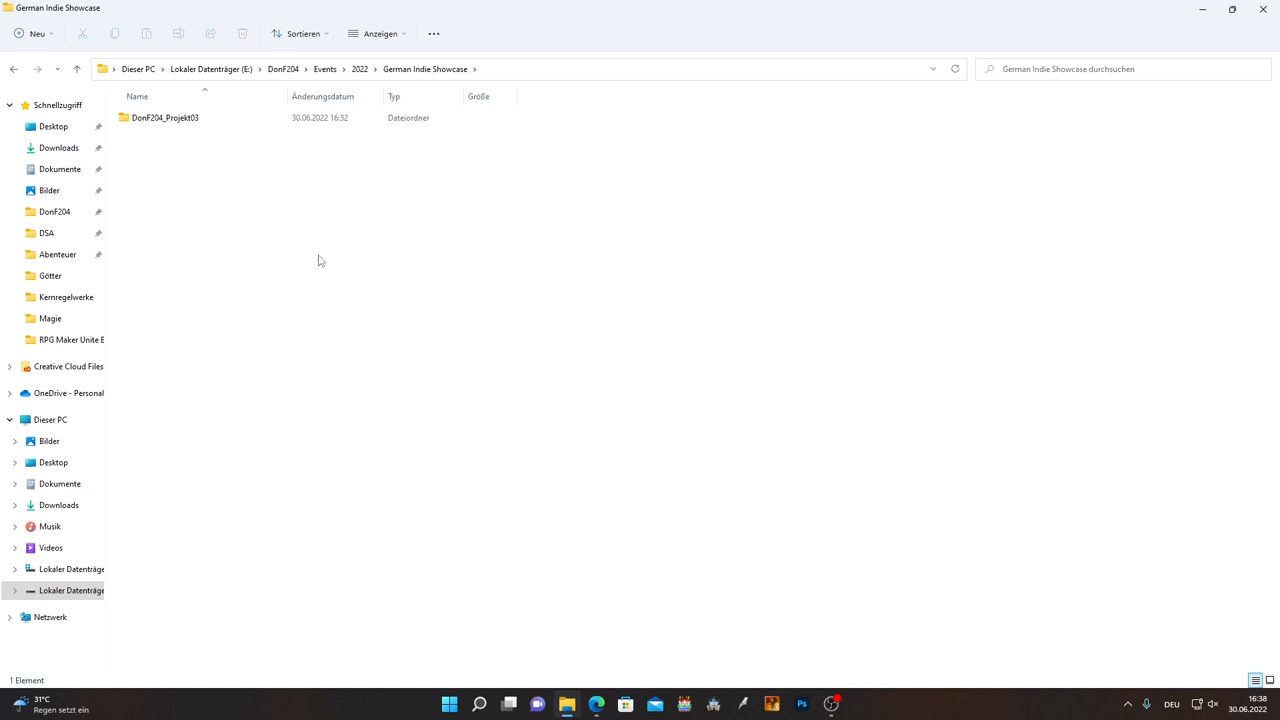 German Indie Showcase
Neu
Sortieren
Anzeigen
Dieser PC > Lokaler Datenträger (E:) > DonF204 > Events > 2022 > German Indie Showcase >
German Indie Showcase durchsuchen
Name Änderungsdatum Typ Größe
DonF204_Projekt03 30.06.2022 16:32 Dateiordner
Schnellzugriff
Desktop
Downloads
Dokumente
Bilder
DonF204
DSA
Abenteuer
Götter
Kernregelwerke
Magie
RPG Maker Unite E
Creative Cloud Files
OneDrive - Personal
Dieser PC
Bilder
Desktop
Dokumente
Downloads
Musik
Videos
Lokaler Datenträge
Lokaler Datenträge
Netzwerk
1 Element
31°C
Regen setzt ein
Ps
DEU
16:38
30.06.2022